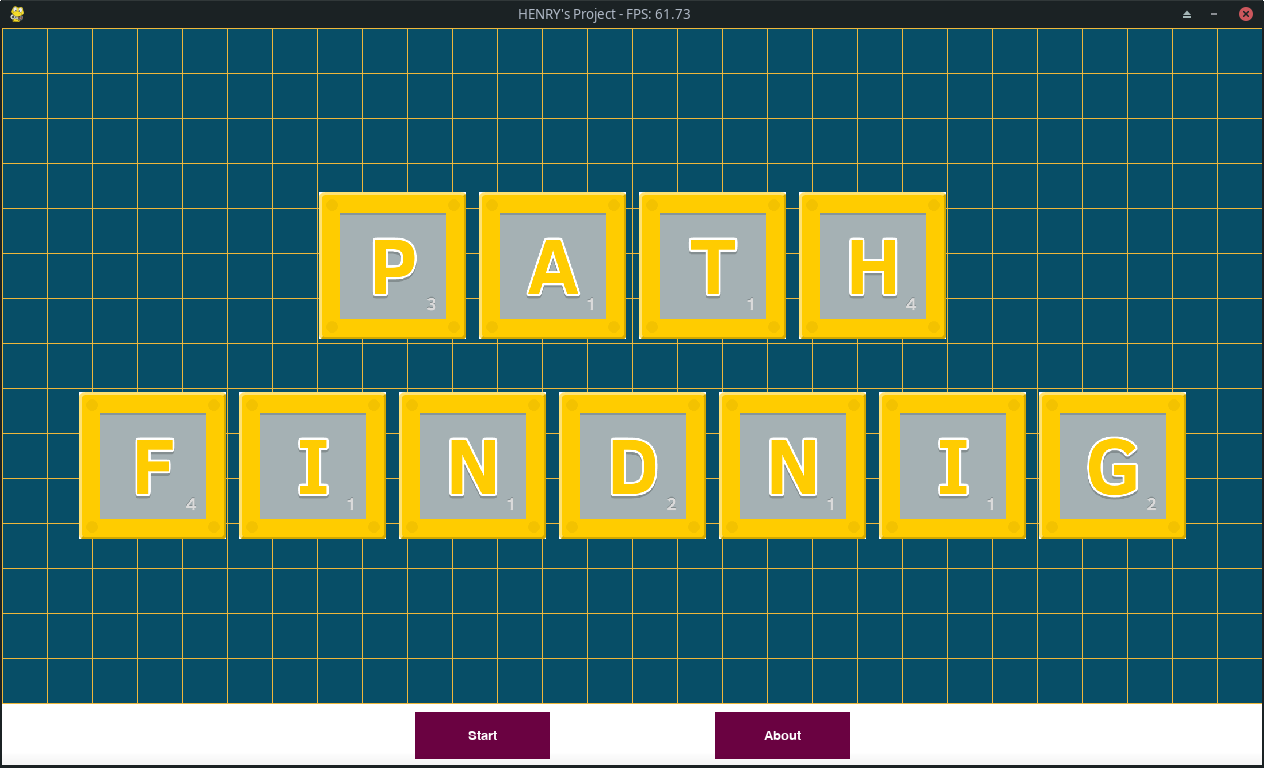 HENRY's Project - FPS: 61.73
P A T H
3 1 1 4
F I N D N I G
4 1 1 2 1 1 2
Start About